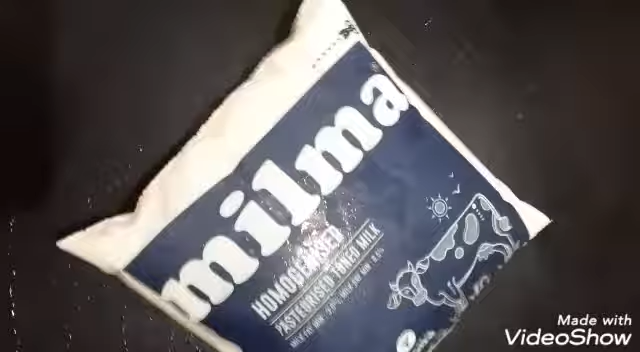 milma
HOMOGENISED
PASTEURISED TONED MILK
Made with
VideoShow